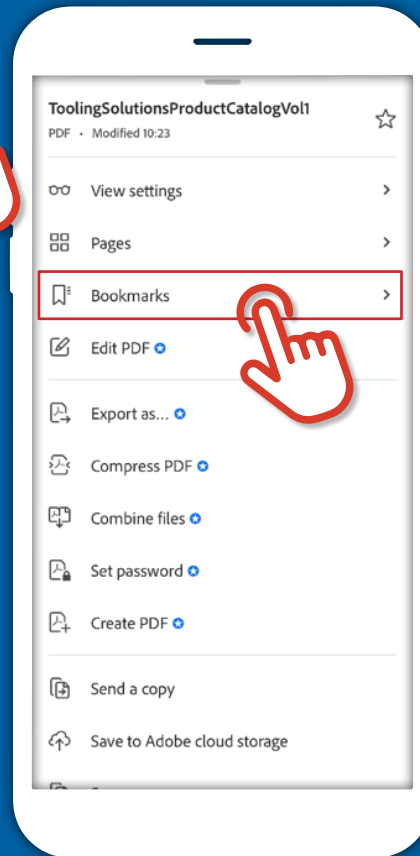 ToolingSolutionsProductCatalogVol1
PDF • Modified 10:23
View settings
Pages
Bookmarks
Edit PDF
Export as...
Compress PDF
Combine files
Set password
Create PDF
Send a copy
Save to Adobe cloud storage